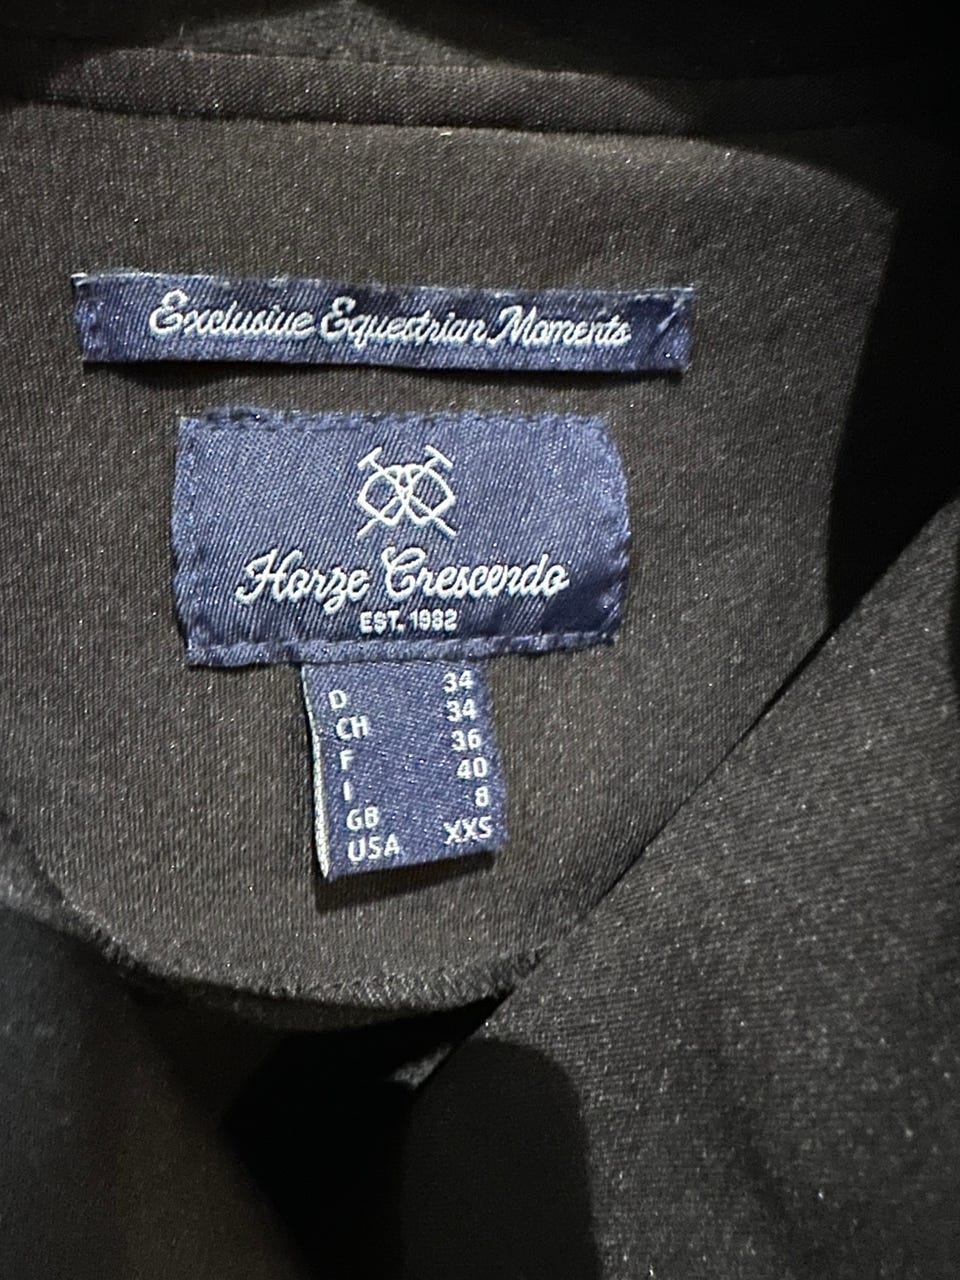 Exclusive Equestrian Moments
Horze Crescendo
EST. 1982
D 34
CH 34
F 36
I 40
GB 8
USA XXS